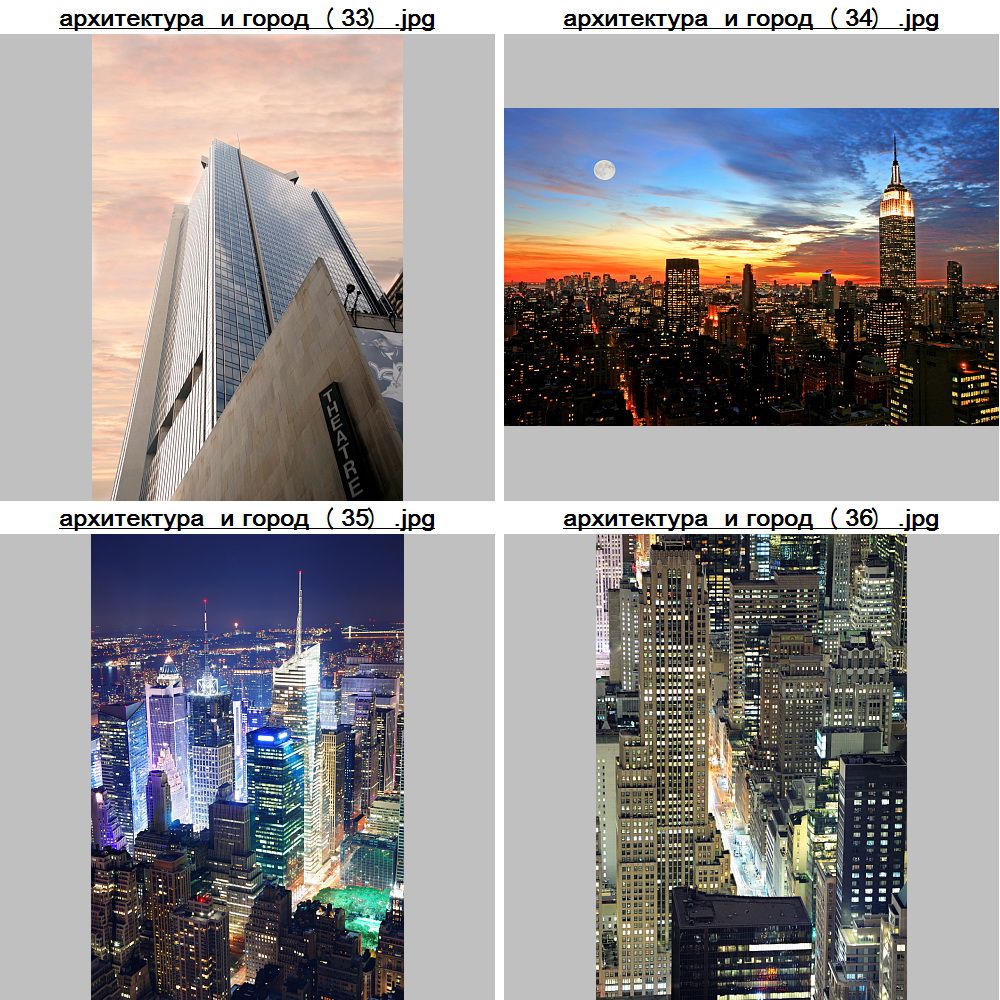 архитектура и город ( 33) .jpg
архитектура и город ( 34) .jpg
THEATRE
архитектура и город ( 35) .jpg
архитектура и город ( 36) .jpg